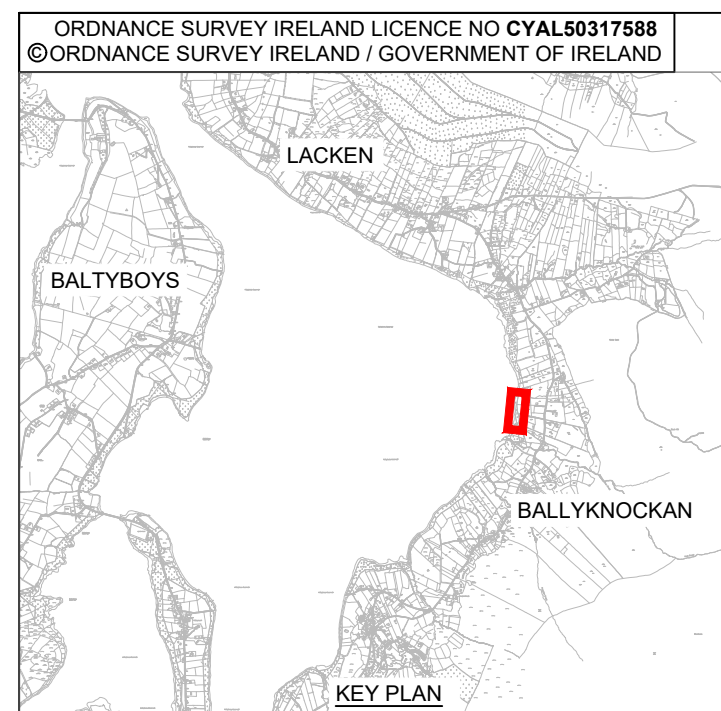 ORDNANCE SURVEY IRELAND LICENCE NO CYAL50317588
©ORDNANCE SURVEY IRELAND / GOVERNMENT OF IRELAND
LACKEN
BALTYBOYS
BALLYKNOCKAN
KEY PLAN